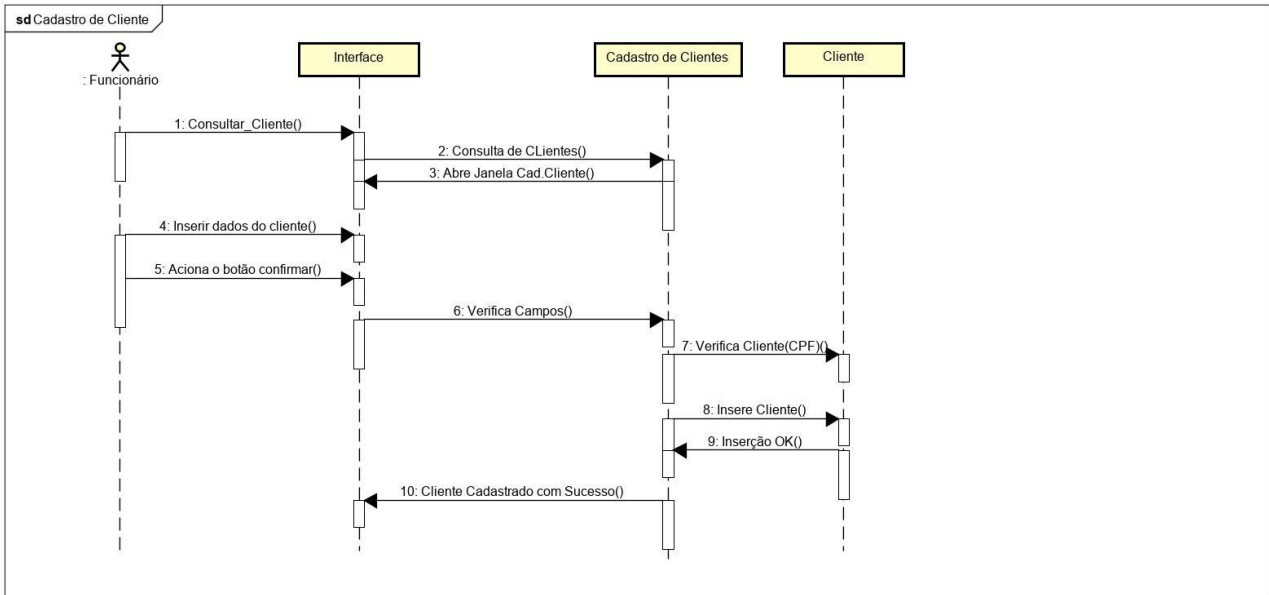 sd Cadastro de Cliente
: Funcionário
Interface
Cadastro de Clientes
Cliente
1: Consultar_Cliente()
2: Consulta de CLientes()
3: Abre Janela Cad.Cliente()
4: Inserir dados do cliente()
5: Aciona o botão confirmar()
6: Verifica Campos()
7: Verifica Cliente(CPF)()
8: Insere Cliente()
9: Inserção OK()
10: Cliente Cadastrado com Sucesso()